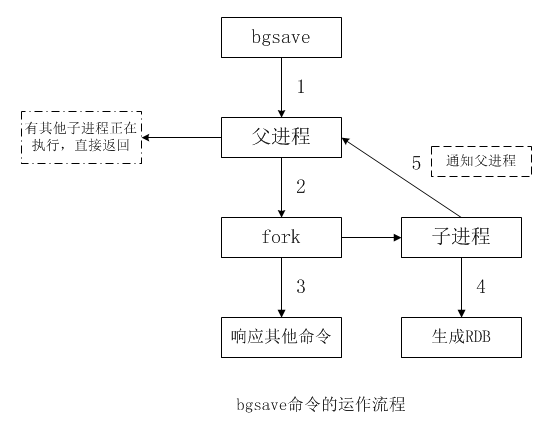 bgsave
1
有其他子进程正在
执行，直接返回
父进程
5
通知父进程
2
fork
子进程
3
4
响应其他命令
生成RDB
bgsave命令的运作流程